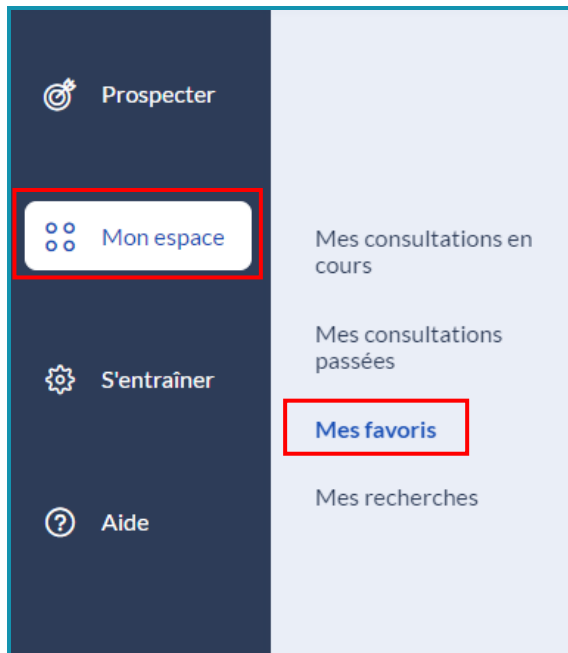 Prospecter
Mon espace
S'entraîner
Aide
Mes consultations en
cours
Mes consultations
passées
Mes favoris
Mes recherches